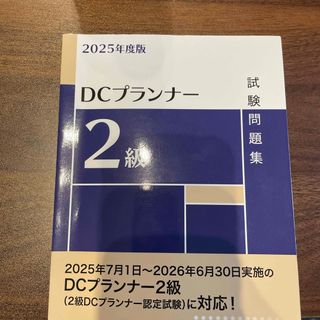 2025年度版
DCプランナー
2級
試験問題集
2025年7月1日〜2026年6月30日実施の
DCプランナー2級
(2級DCプランナー認定試験)に対応!